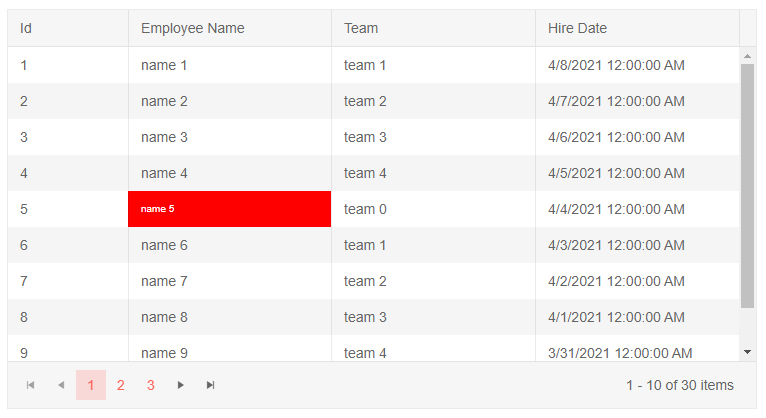 Id Employee Name Team Hire Date
1 name 1 team 1 4/8/2021 12:00:00 AM
2 name 2 team 2 4/7/2021 12:00:00 AM
3 name 3 team 3 4/6/2021 12:00:00 AM
4 name 4 team 4 4/5/2021 12:00:00 AM
5 name 5 team 0 4/4/2021 12:00:00 AM
6 name 6 team 1 4/3/2021 12:00:00 AM
7 name 7 team 2 4/2/2021 12:00:00 AM
8 name 8 team 3 4/1/2021 12:00:00 AM
9 name 9 team 4 3/31/2021 12:00:00 AM
1 2 3 1 - 10 of 30 items